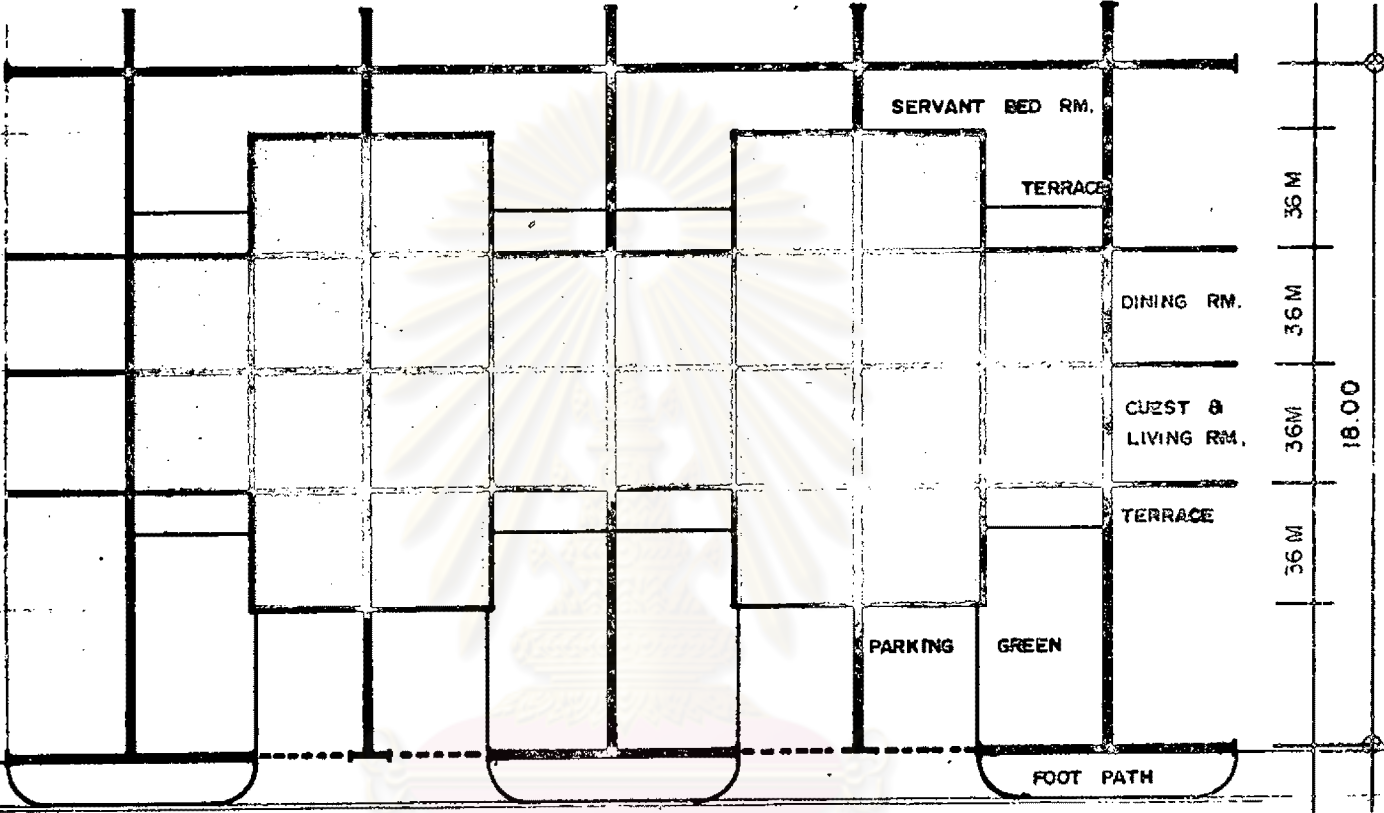 SERVANT BED RM.
TERRACE
36 M
DINING RM.
36 M
GUEST &
LIVING RM.
36M
18.00
TERRACE
36 M
PARKING
GREEN
FOOT PATH